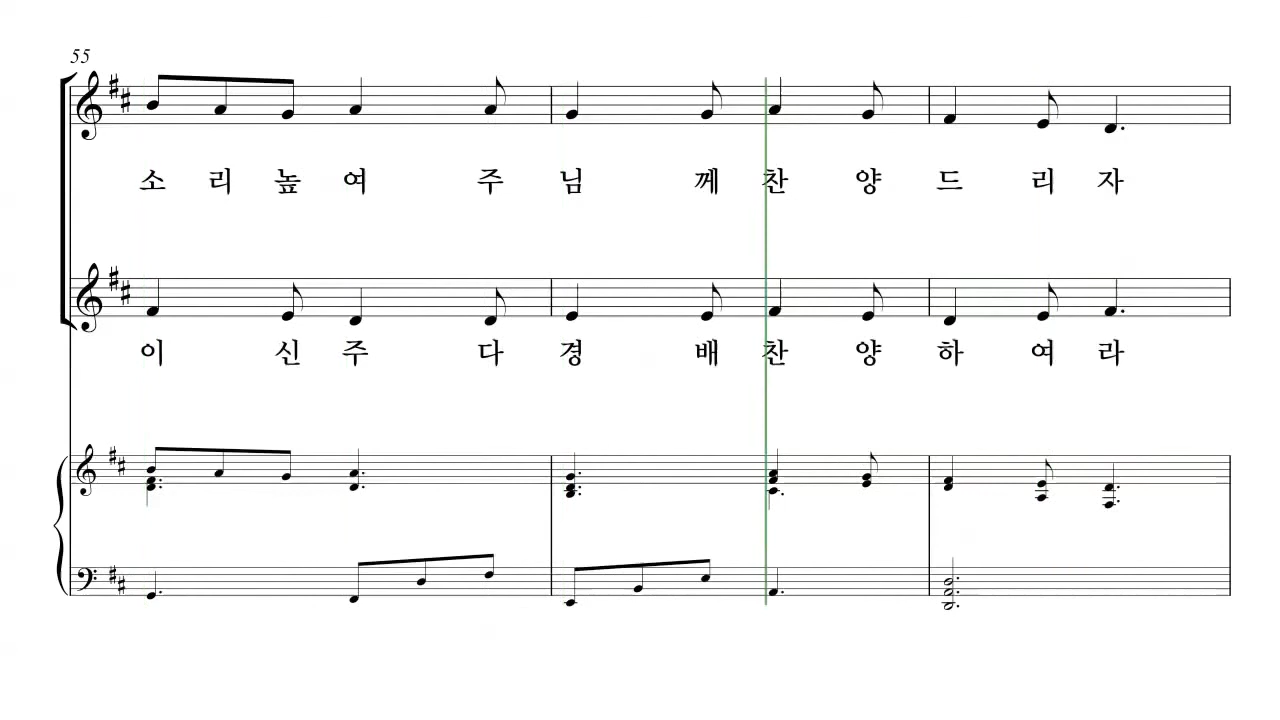 55
소 리 높 여 주 님 께 찬 양 드 리 자
이 신 주 다 경 배 찬 양 하 여 라